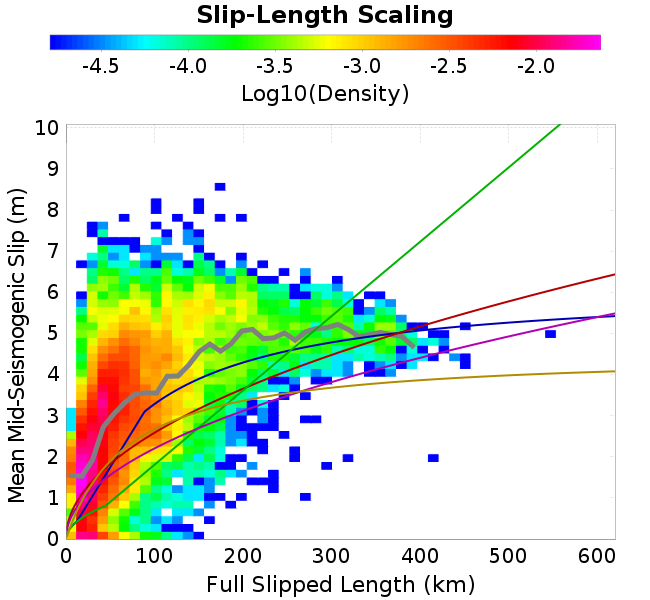 Slip-Length Scaling
-4.5 -4.0 -3.5 -3.0 -2.5 -2.0
Log10(Density)
Mean Mid-Seismogenic Slip (m)
10
9
8
7
6
5
4
3
2
1
0
0 100 200 300 400 500 600
Full Slipped Length (km)